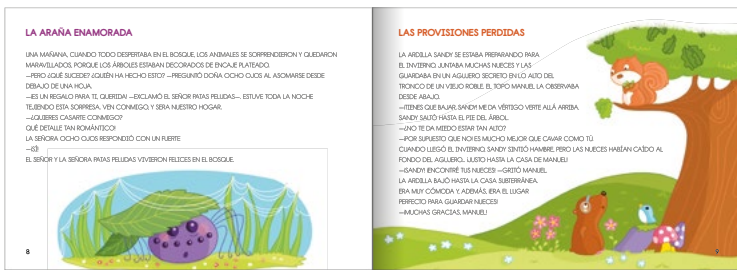 LA ARAÑA ENAMORADA
UNA MAÑANA, CUANDO TODO DESPERTABA EN EL BOSQUE, LOS ANIMALES SE SORPRENDIERON Y QUEDARON
MARAVILLADOS, PORQUE LOS ÁRBOLES ESTABAN DECORADOS DE ENCAJE PLATEADO.
—PERO ¿QUÉ SUCEDE? ¿QUIÉN HA HECHO ESTO? —PREGUNTÓ DOÑA OCHO OJOS AL ASOMARSE DESDE
DEBAJO DE UNA HOJA.
—ES UN REGALO PARA TI, QUERIDA! —EXCLAMÓ EL SEÑOR PATAS PELUDAS—. ESTUVE TODA LA NOCHE
TEJIENDO ESTA SORPRESA. VEN CONMIGO, Y SERÁ NUESTRO HOGAR.
—¿QUIERES CASARTE CONMIGO?
QUÉ DETALLE TAN ROMÁNTICO!
LA SEÑORA OCHO OJOS RESPONDIÓ CON UN FUERTE
—¡SÍ!
EL SEÑOR Y LA SEÑORA PATAS PELUDAS VIVIERON FELICES EN EL BOSQUE.
8
LAS PROVISIONES PERDIDAS
LA ARDILLA SANDY SE ESTABA PREPARANDO PARA
EL INVIERNO. JUNTABA MUCHAS NUECES Y LAS
GUARDABA EN UN AGUJERO SECRETO EN LO ALTO DEL
TRONCO DE UN VIEJO ROBLE. EL TOPO MANUEL LA OBSERVABA
DESDE ABAJO.
—¡TIENES QUE BAJAR, SANDY! ME DA VÉRTIGO VERTE ALLÁ ARRIBA.
SANDY SALTÓ HASTA EL PIE DEL ÁRBOL.
—¿NO TE DA MIEDO ESTAR TAN ALTO?
—¡POR SUPUESTO QUE NO! ES MUCHO MEJOR QUE CAVAR COMO TÚ.
CUANDO LLEGÓ EL INVIERNO, SANDY SINTIÓ HAMBRE, PERO LAS NUECES HABÍAN CAÍDO AL
FONDO DEL AGUJERO... ¡JUSTO HASTA LA CASA DE MANUEL!
—¡SANDY! ¡ENCONTRÉ TUS NUECES! —GRITÓ MANUEL.
LA ARDILLA BAJÓ HASTA LA CASA SUBTERRÁNEA.
ERA MUY CÓMODA Y, ADEMÁS, ¡ERA EL LUGAR
PERFECTO PARA GUARDAR NUECES!
—¡MUCHAS GRACIAS, MANUEL!
9